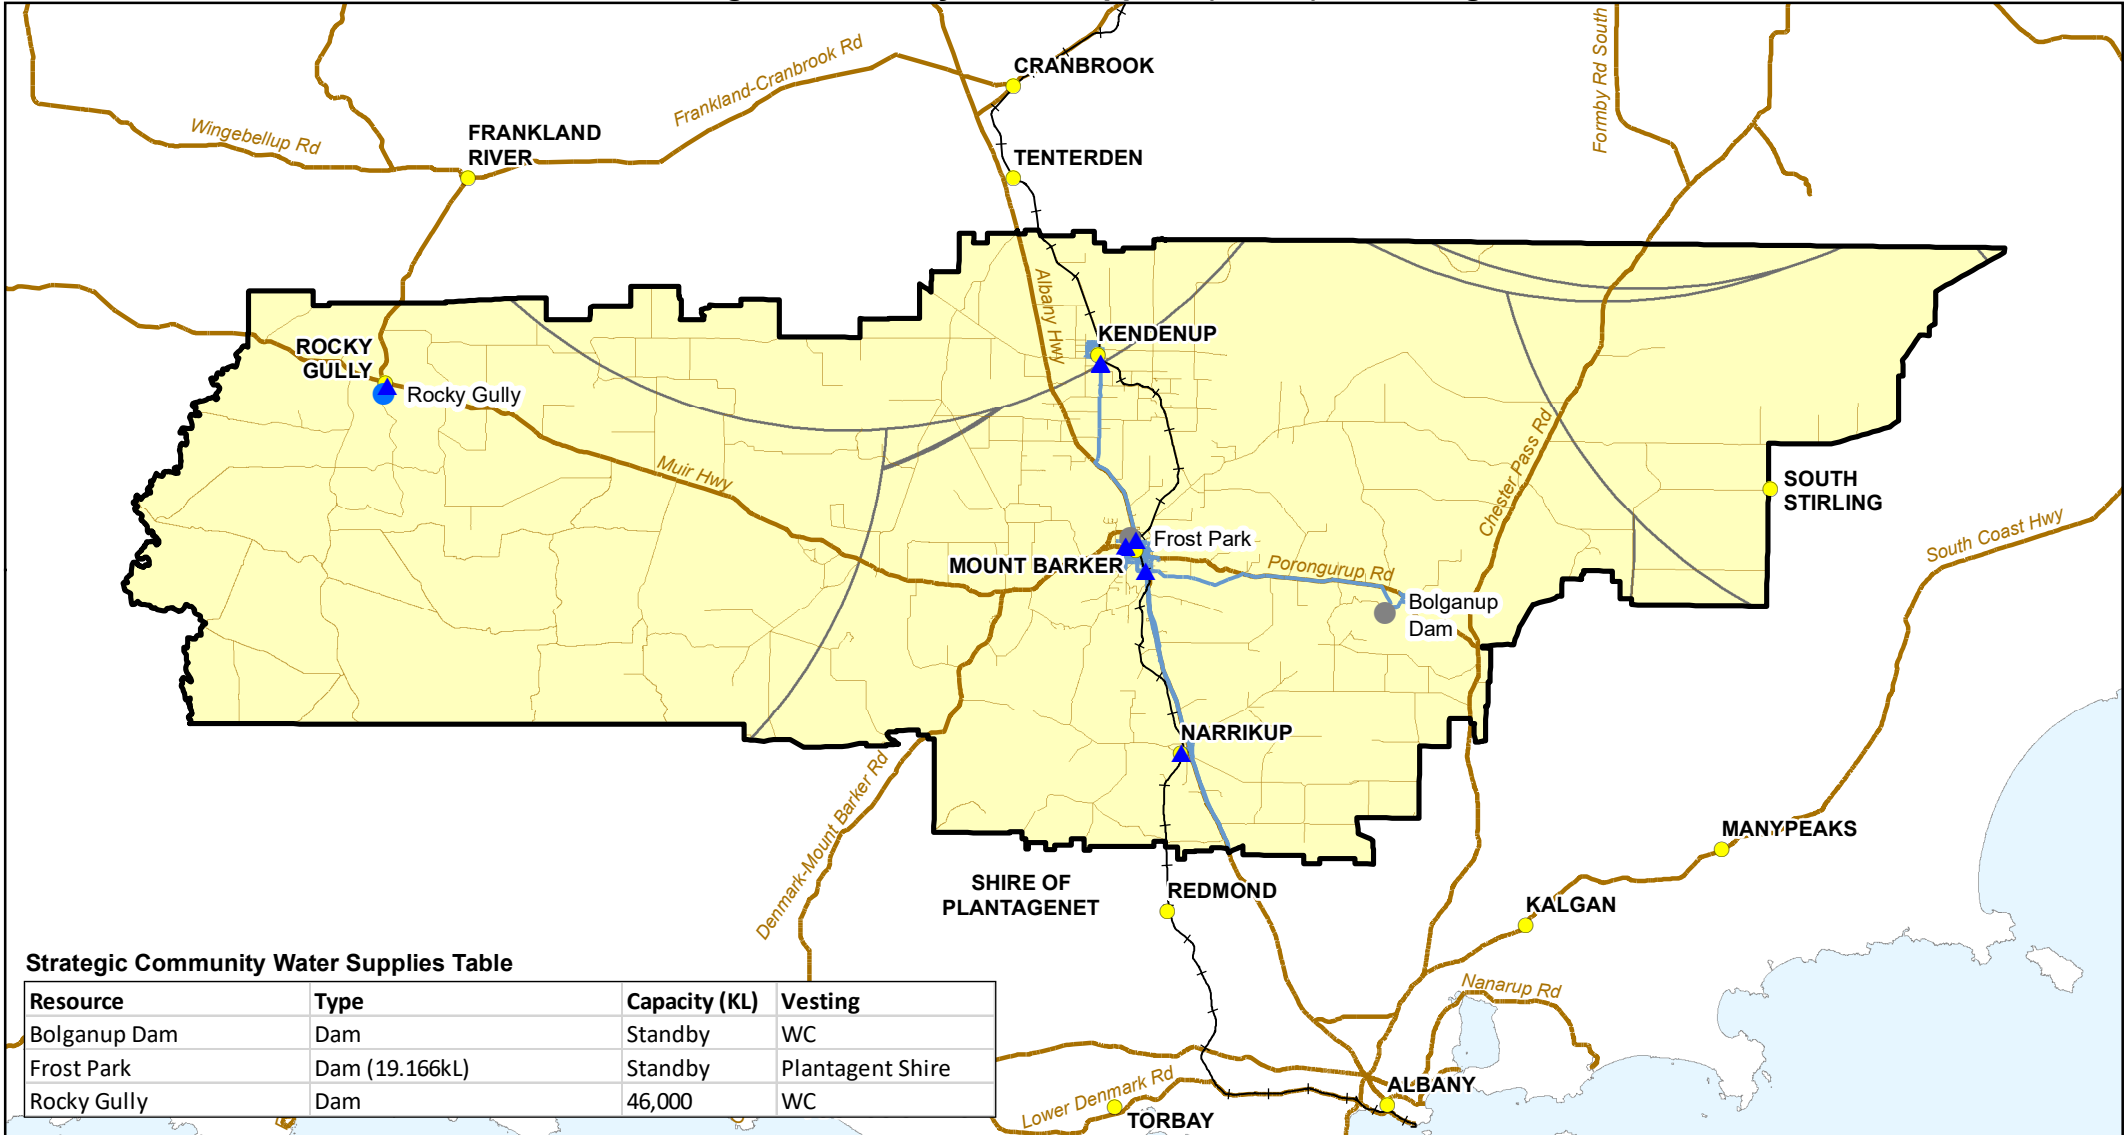 CRANBROOK
Frankland-Cranbrook Rd
Formby Rd South
Wingebellup Rd
FRANKLAND
RIVER
TENTERDEN
Albany Hwy
KENDENUP
ROCKY
GULLY
Rocky Gully
Muir Hwy
Chester Pass Rd
SOUTH
STIRLING
South Coast Hwy
Frost Park
MOUNT BARKER
Porongurup Rd
Bolganup
Dam
NARRIKUP
Denmark-Mount Barker Rd
MANYPEAKS
SHIRE OF
PLANTAGENET
REDMOND
KALGAN
Nanarup Rd
ALBANY
Lower Denmark Rd
TORBAY
Strategic Community Water Supplies Table
Resource Type Capacity (KL) Vesting
Bolganup Dam Dam Standby WC
Frost Park Dam (19.166kL) Standby Plantagent Shire
Rocky Gully Dam 46,000 WC